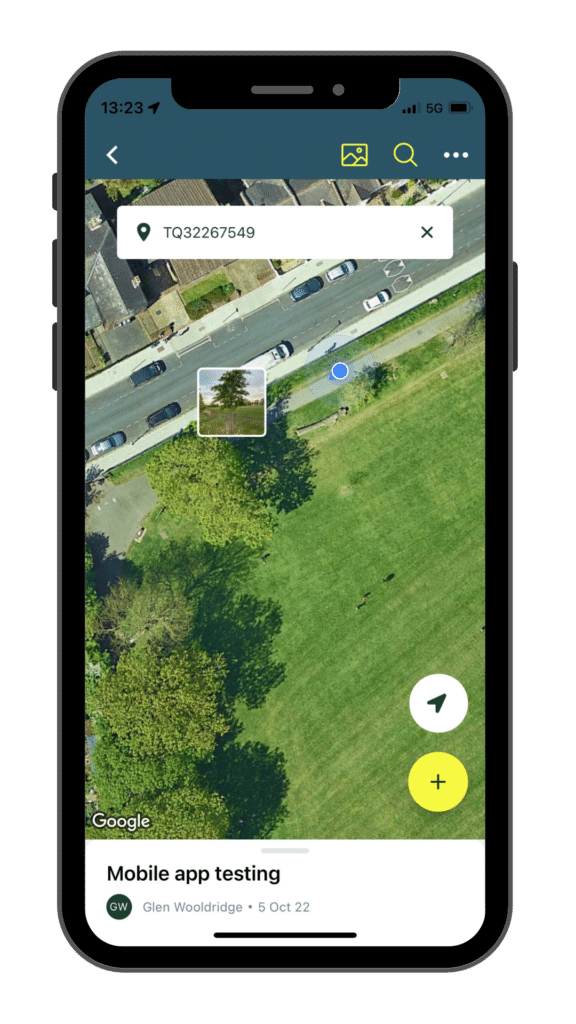 13:23
5G
TQ32267549
Google
Mobile app testing
GW Glen Wooldridge • 5 Oct 22